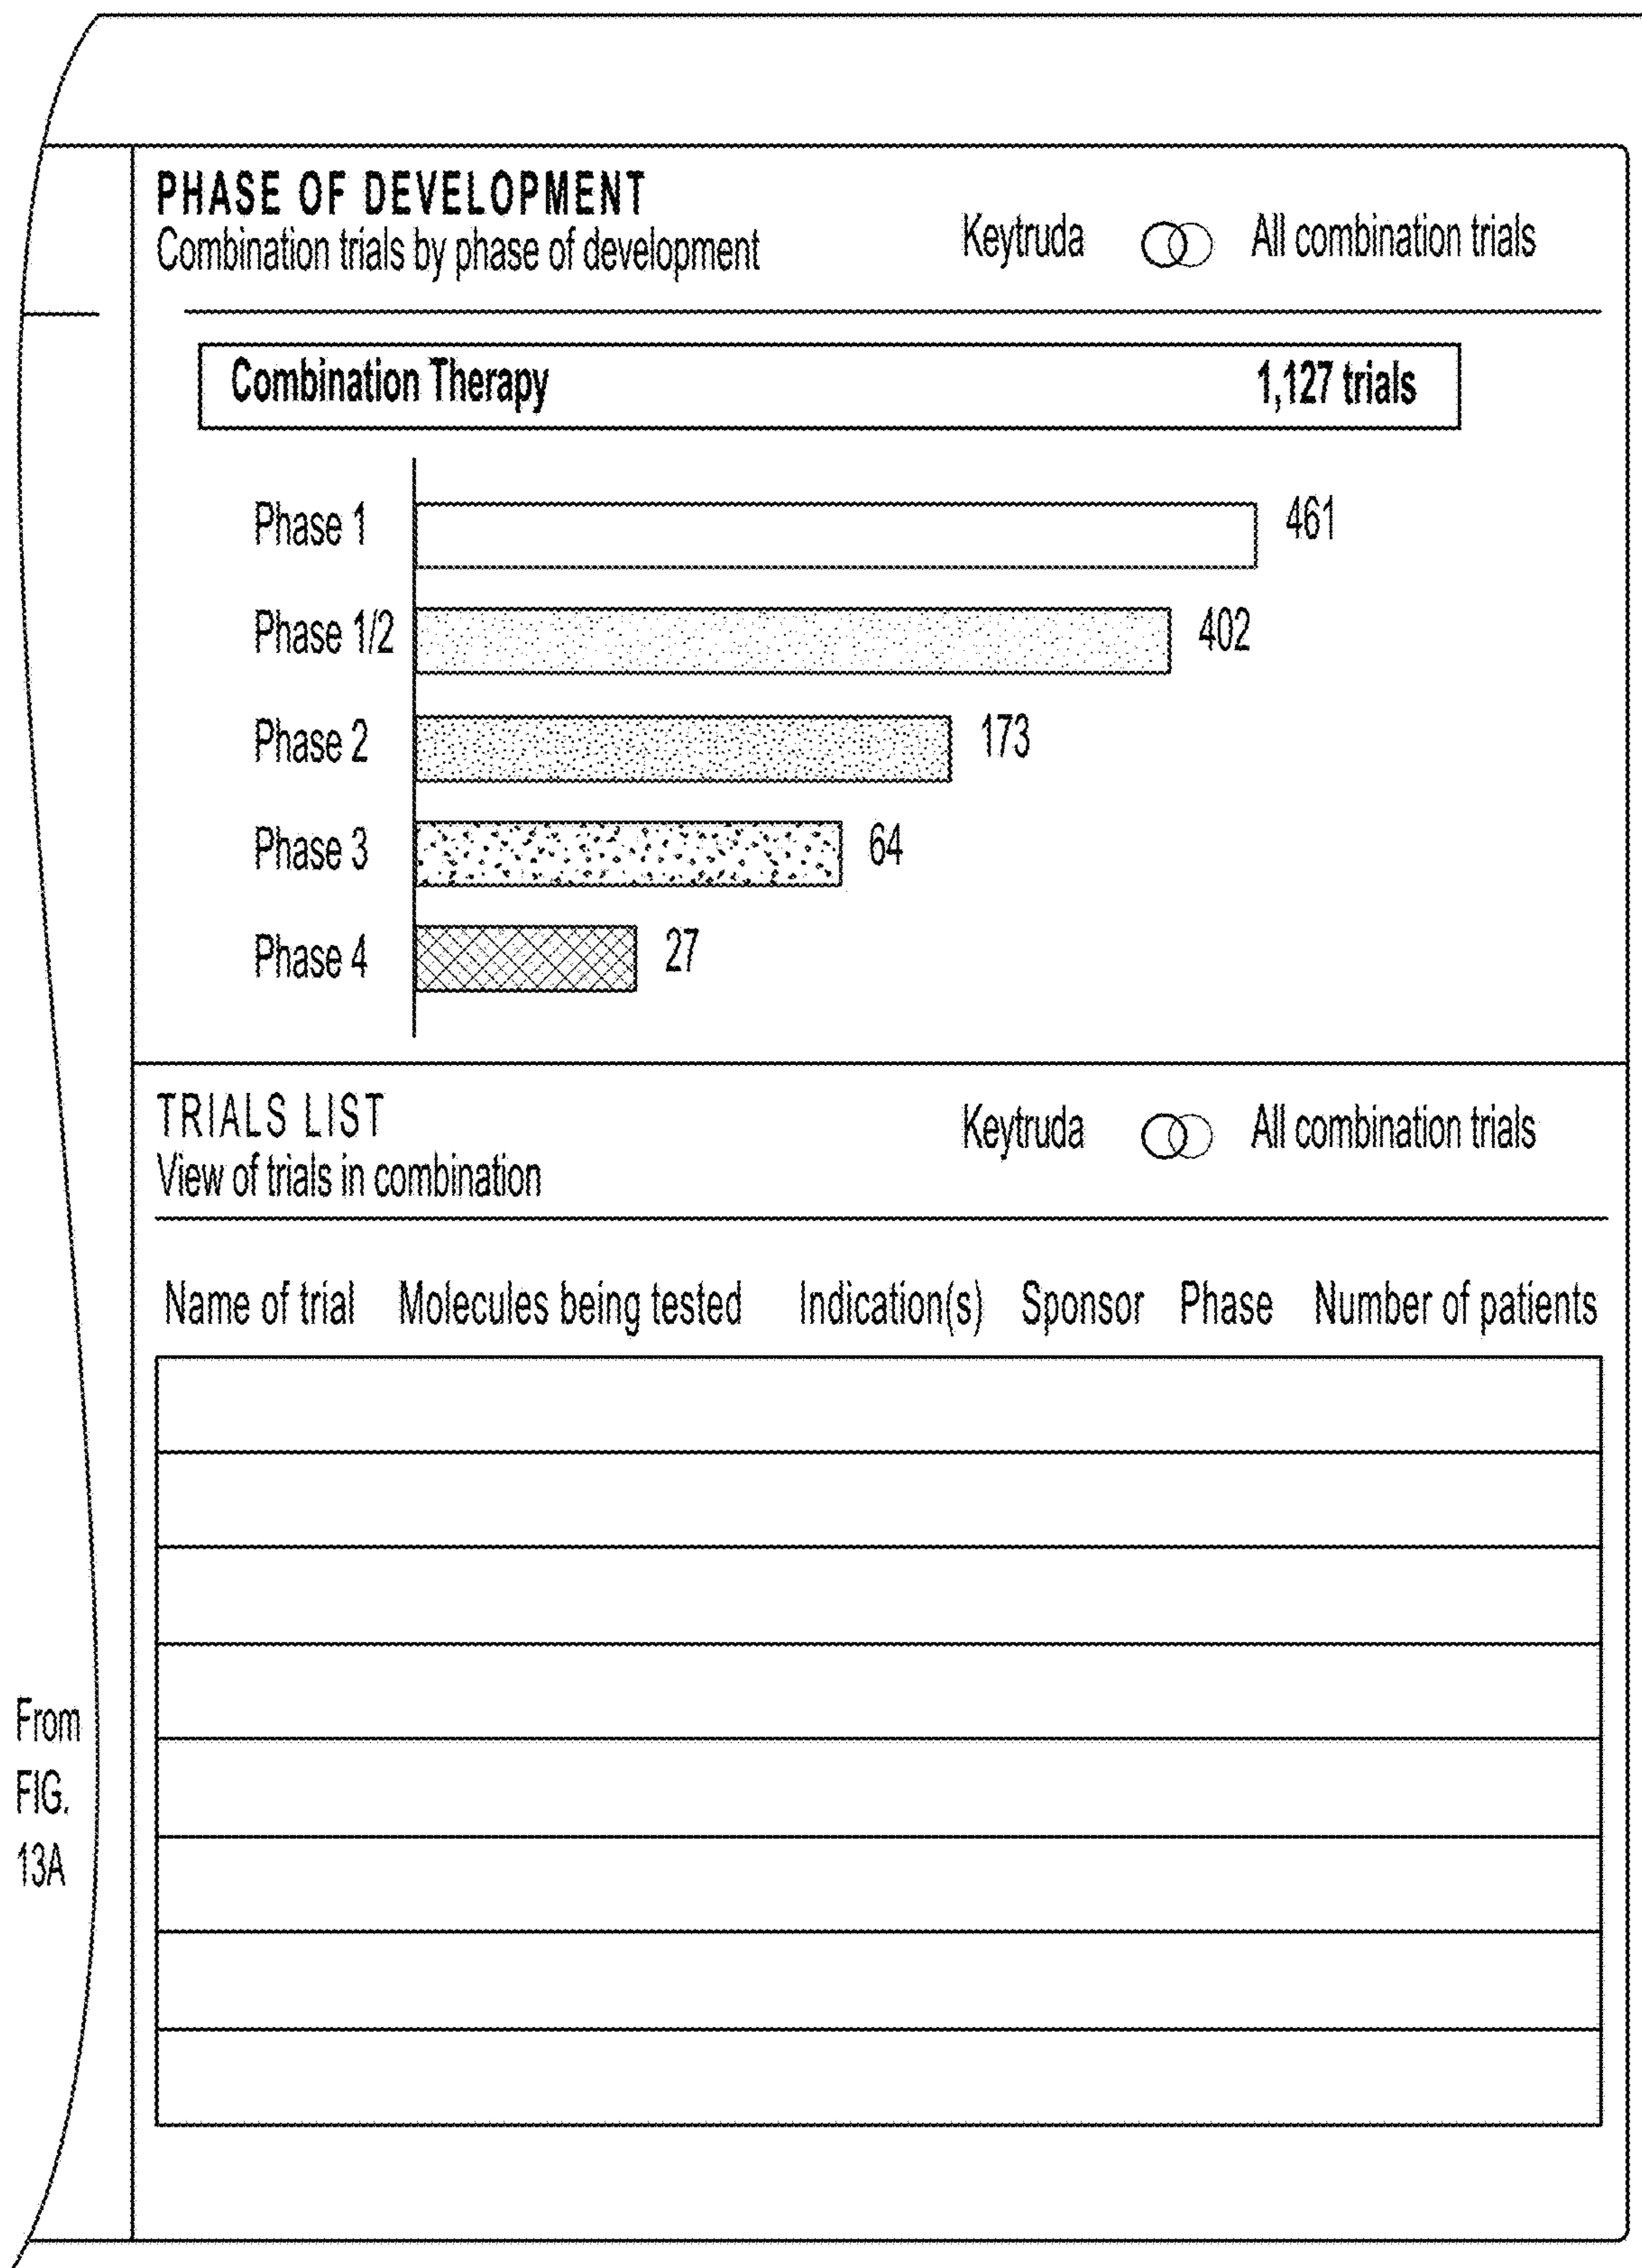 PHASE OF DEVELOPMENT
Combination trials by phase of development
Keytruda All combination trials
Combination Therapy 1,127 trials
Phase 1 461
Phase 1/2 402
Phase 2 173
Phase 3 64
Phase 4 27
TRIALS LIST
View of trials in combination
Keytruda All combination trials
Name of trial Molecules being tested Indication(s) Sponsor Phase Number of patients
From
FIG.
13A